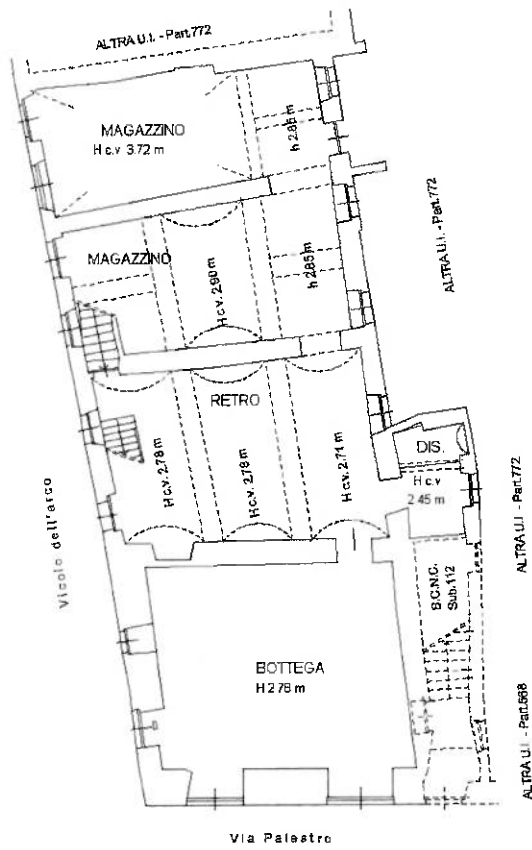 ALTRA U.I. - Part.772
MAGAZZINO
H c.v 3.72 m
h 2.85 m
MAGAZZINO
H c.v. 2.90 m
h 2.85 m
ALTRA U.I. - Part.772
RETRO
H c.v. 2.78 m
H c.v. 2.78 m
H c.v. 2.71 m
DIS.
H c.v
2.45 m
ALTRA U.I. - Part.772
Vicolo dell'arco
B.C.N.C.
Sub.112
BOTTEGA
H 2.78 m
ALTRA U.I. - Part.568
Via Palestro